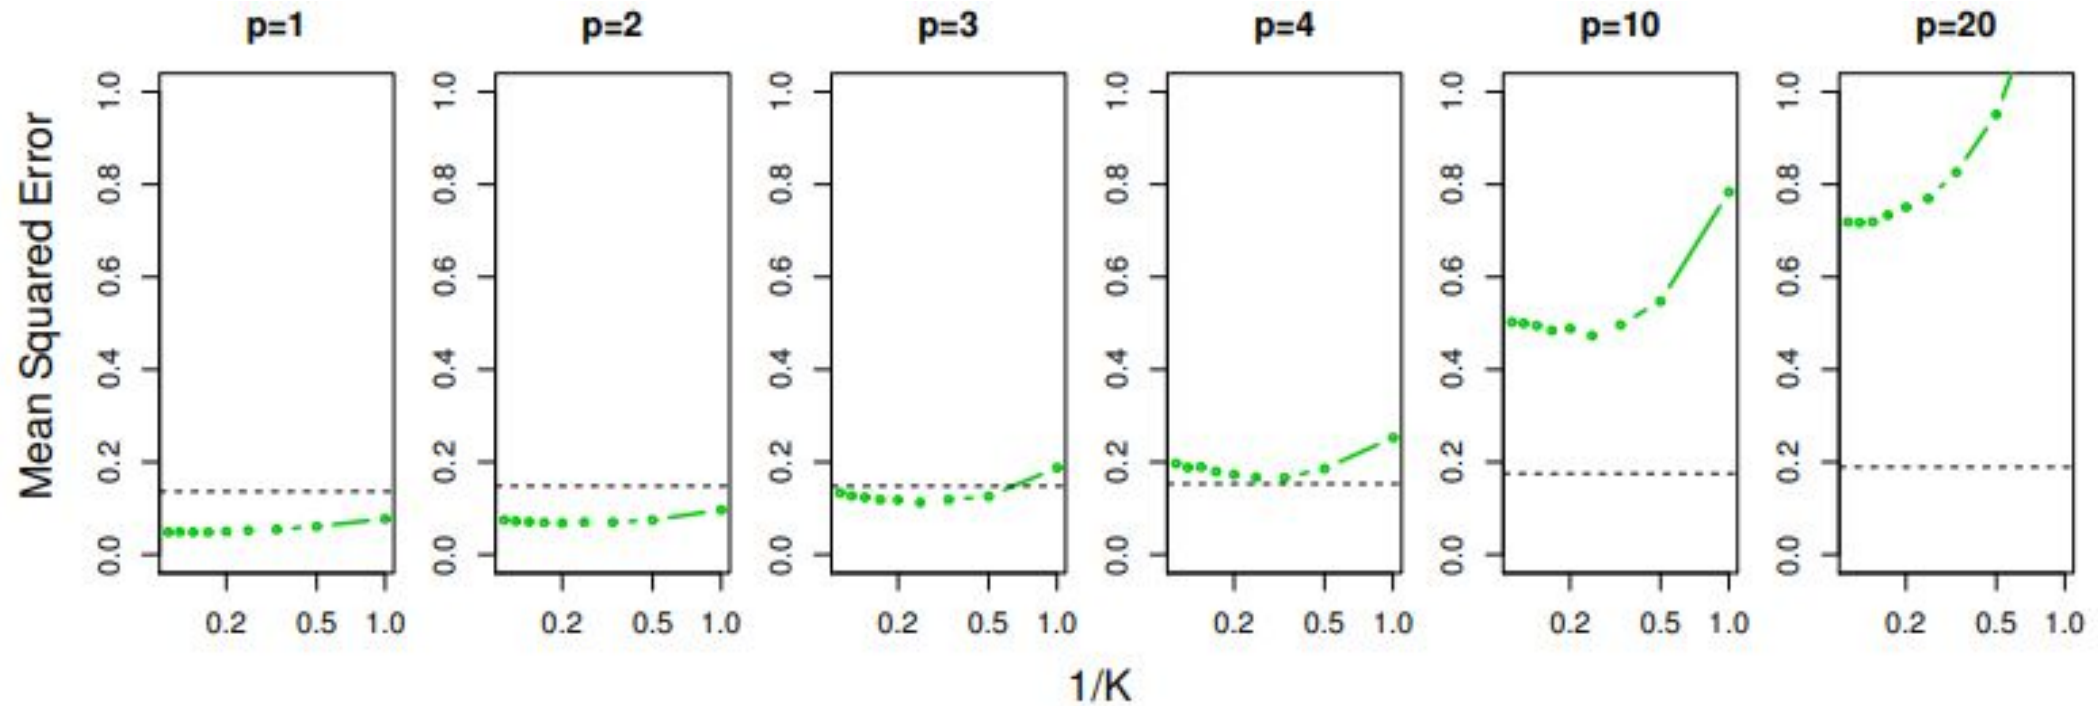 p=1 p=2 p=3 p=4 p=10 p=20
Mean Squared Error
1.0 1.0 1.0 1.0 1.0 1.0
0.8 0.8 0.8 0.8 0.8 0.8
0.6 0.6 0.6 0.6 0.6 0.6
0.4 0.4 0.4 0.4 0.4 0.4
0.2 0.2 0.2 0.2 0.2 0.2
0.0 0.0 0.0 0.0 0.0 0.0
0.2 0.5 1.0 0.2 0.5 1.0 0.2 0.5 1.0 0.2 0.5 1.0 0.2 0.5 1.0 0.2 0.5 1.0
1/K